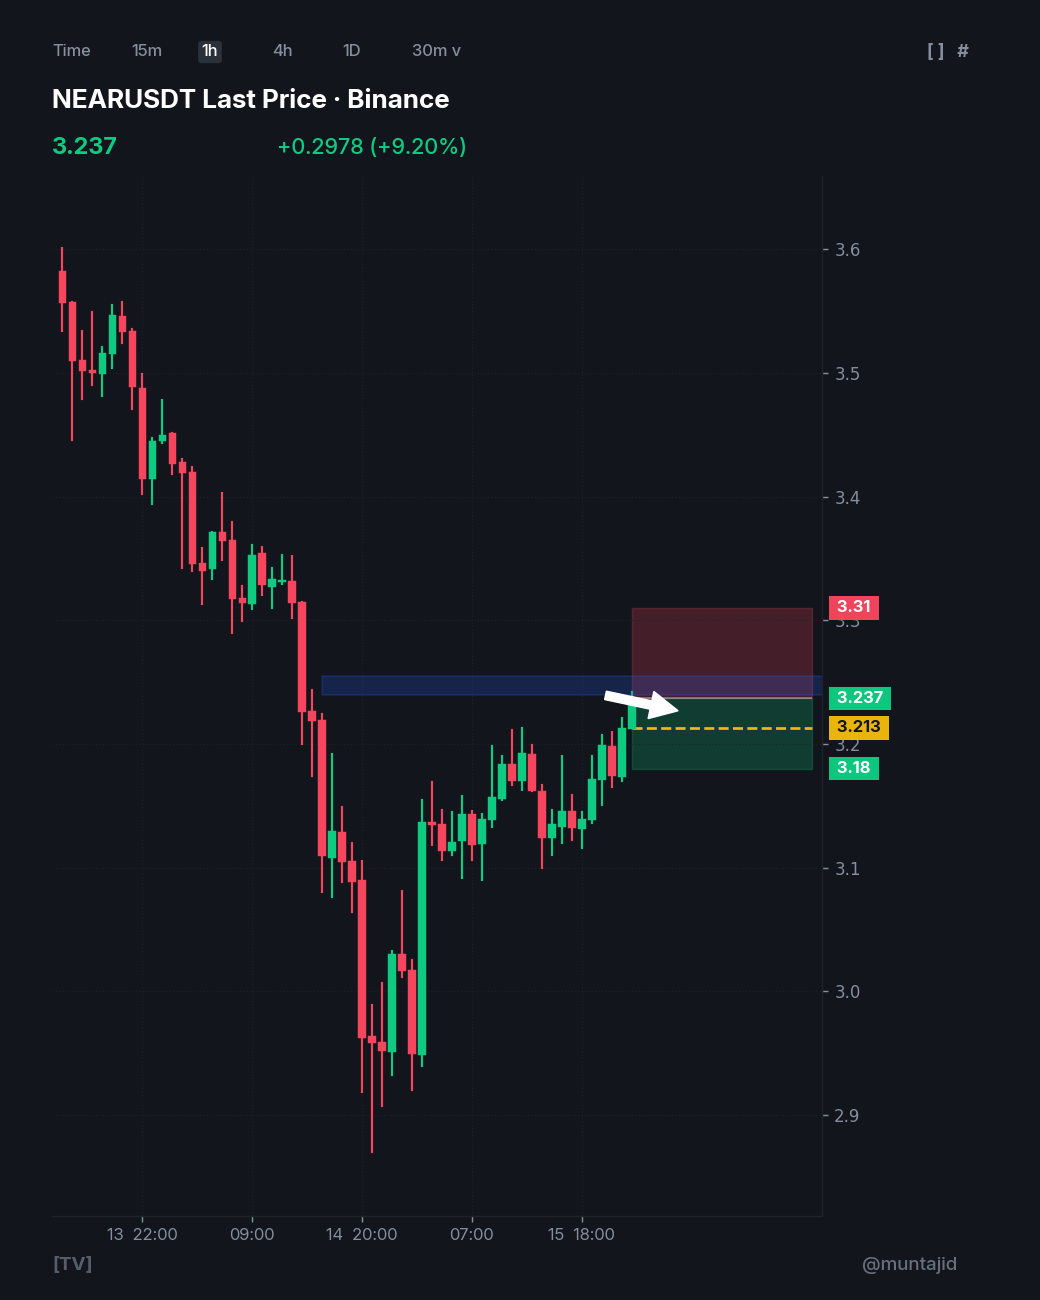 Time 15m 1h 4h 1D 30m v [ ] #
NEARUSDT Last Price · Binance
3.237 +0.2978 (+9.20%)
3.6
3.5
3.4
3.31
3.3
3.237
3.213
3.2
3.18
3.1
3.0
2.9
13 22:00 09:00 14 20:00 07:00 15 18:00
[TV] @muntajid